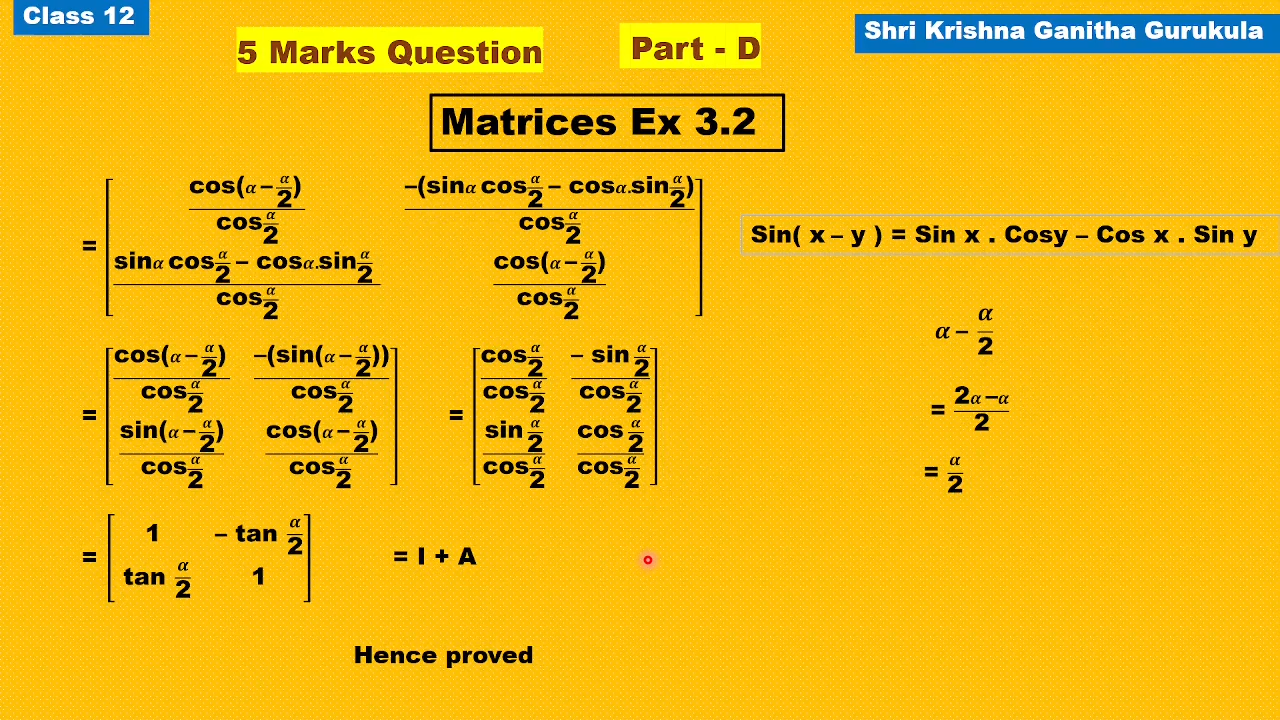 Class 12
5 Marks Question
Part - D
Shri Krishna Ganitha Gurukula
Matrices Ex 3.2
= [ cos(α – α/2)/cos α/2   –(sinα cos α/2 – cosα.sin α/2)/cos α/2
sinα cos α/2 – cosα.sin α/2 / cos α/2   cos(α – α/2)/cos α/2 ]
Sin( x – y ) = Sin x . Cosy – Cos x . Sin y
α – α/2
= 2α –α/2
= α/2
= [ cos(α – α/2)/cos α/2   –(sin(α – α/2))/cos α/2
sin(α – α/2)/cos α/2   cos(α – α/2)/cos α/2 ]
= [ cos α/2 / cos α/2   – sin α/2 / cos α/2
sin α/2 / cos α/2   cos α/2 / cos α/2 ]
= [ 1   – tan α/2
tan α/2   1 ]
= I + A
Hence proved